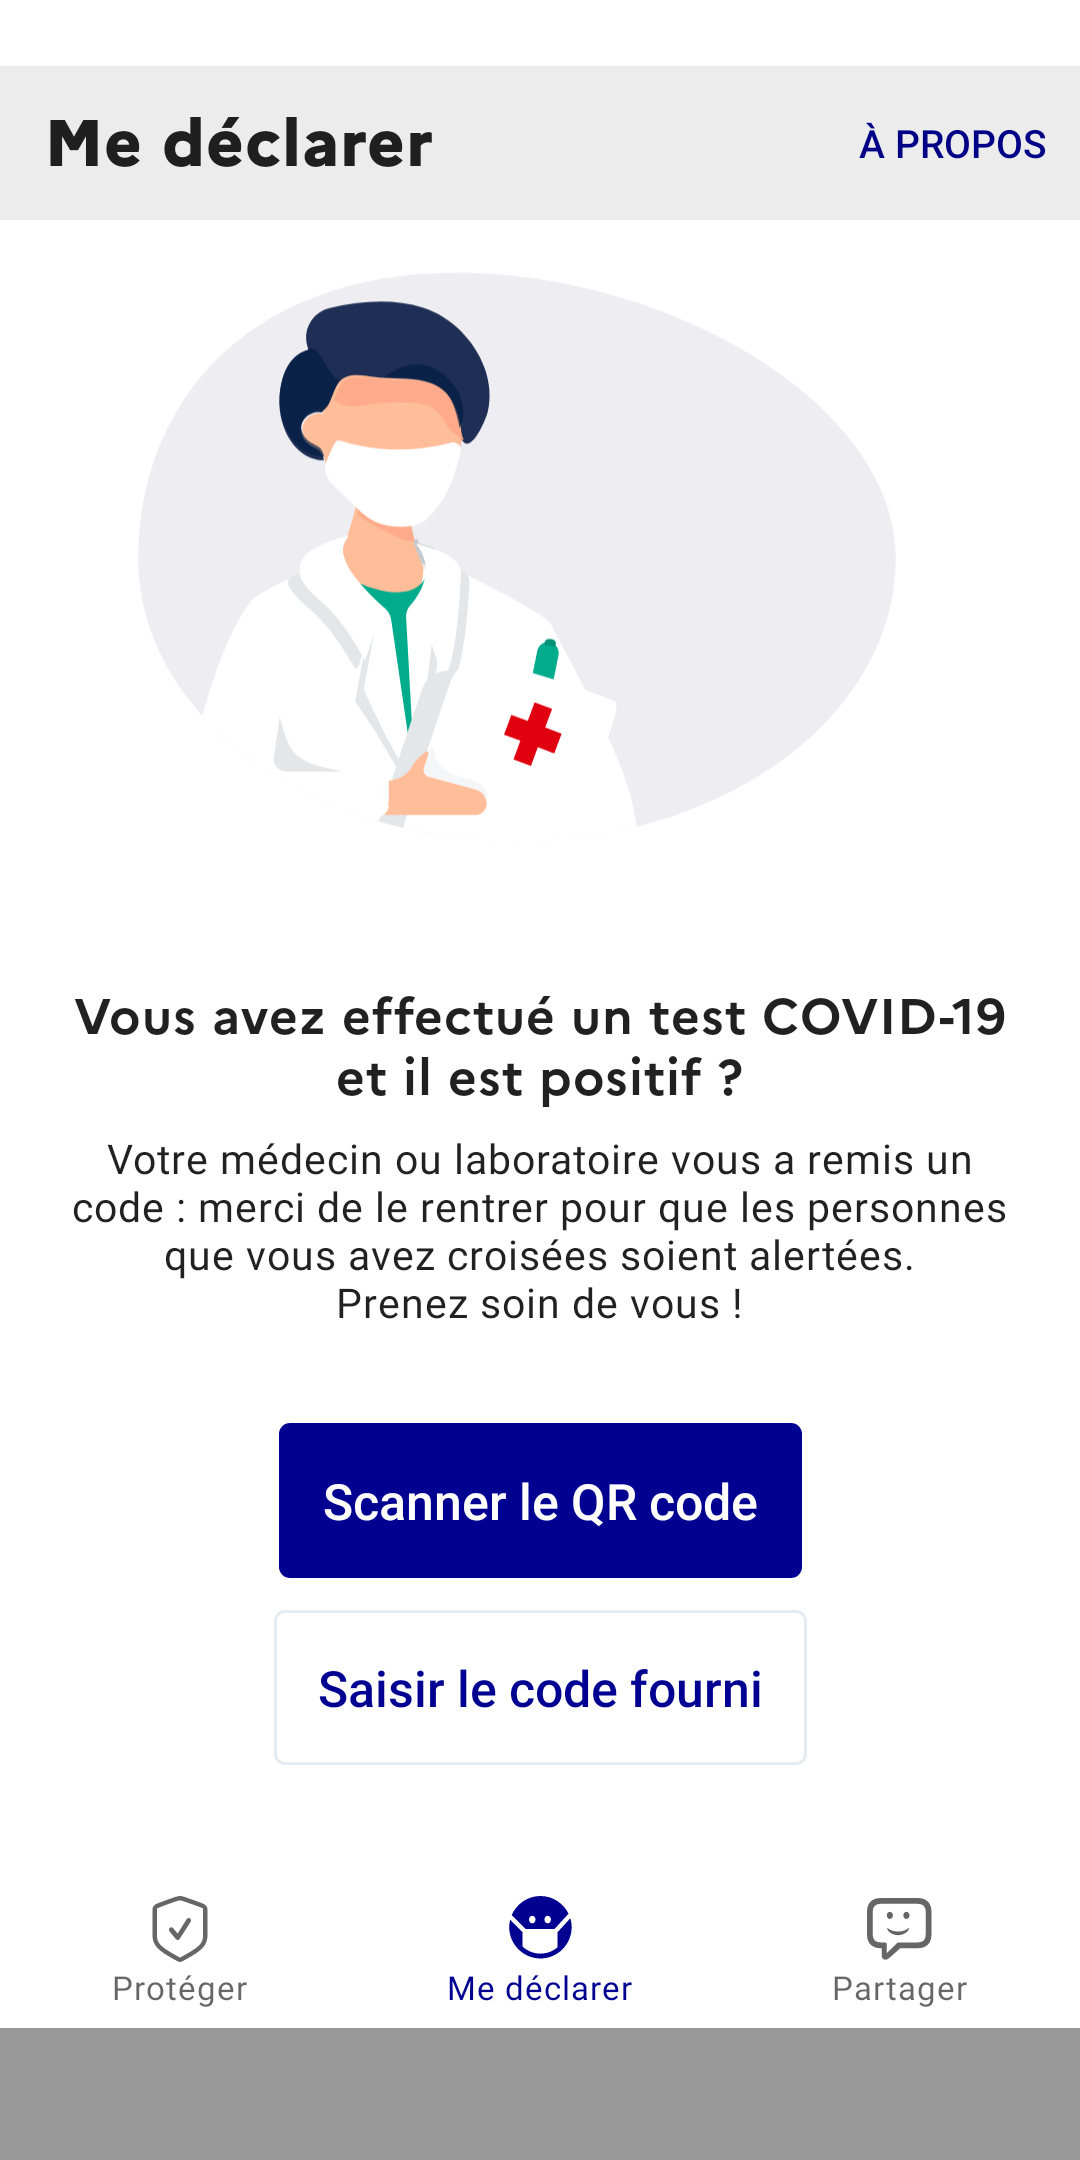 Me déclarer
À PROPOS
Vous avez effectué un test COVID-19
et il est positif ?
Votre médecin ou laboratoire vous a remis un
code : merci de le rentrer pour que les personnes
que vous avez croisées soient alertées.
Prenez soin de vous !
Scanner le QR code
Saisir le code fourni
Protéger
Me déclarer
Partager